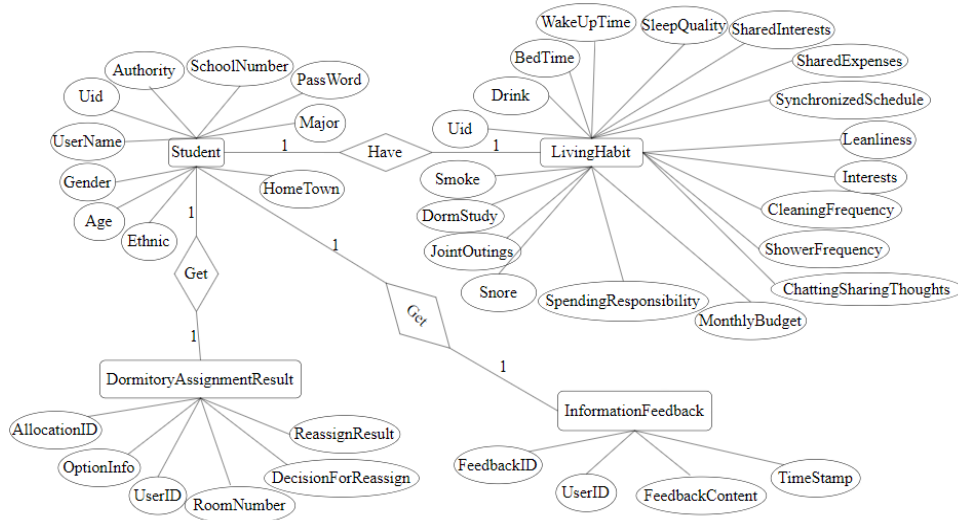 WakeUpTime
SleepQuality
SharedInterests
Authority
SchoolNumber
BedTime
SharedExpenses
PassWord
Uid
Drink
SynchronizedSchedule
Major
Uid
UserName
Leanliness
Student
1
Have
1
LivingHabit
Gender
HomeTown
Smoke
Interests
Age
DormStudy
CleaningFrequency
1
Ethnic
1
JointOutings
ShowerFrequency
Get
Snore
SpendingResponsibility
ChattingSharingThoughts
Get
MonthlyBudget
1
1
DormitoryAssignmentResult
InformationFeedback
AllocationID
ReassignResult
OptionInfo
DecisionForReassign
FeedbackID
TimeStamp
UserID
RoomNumber
UserID
FeedbackContent